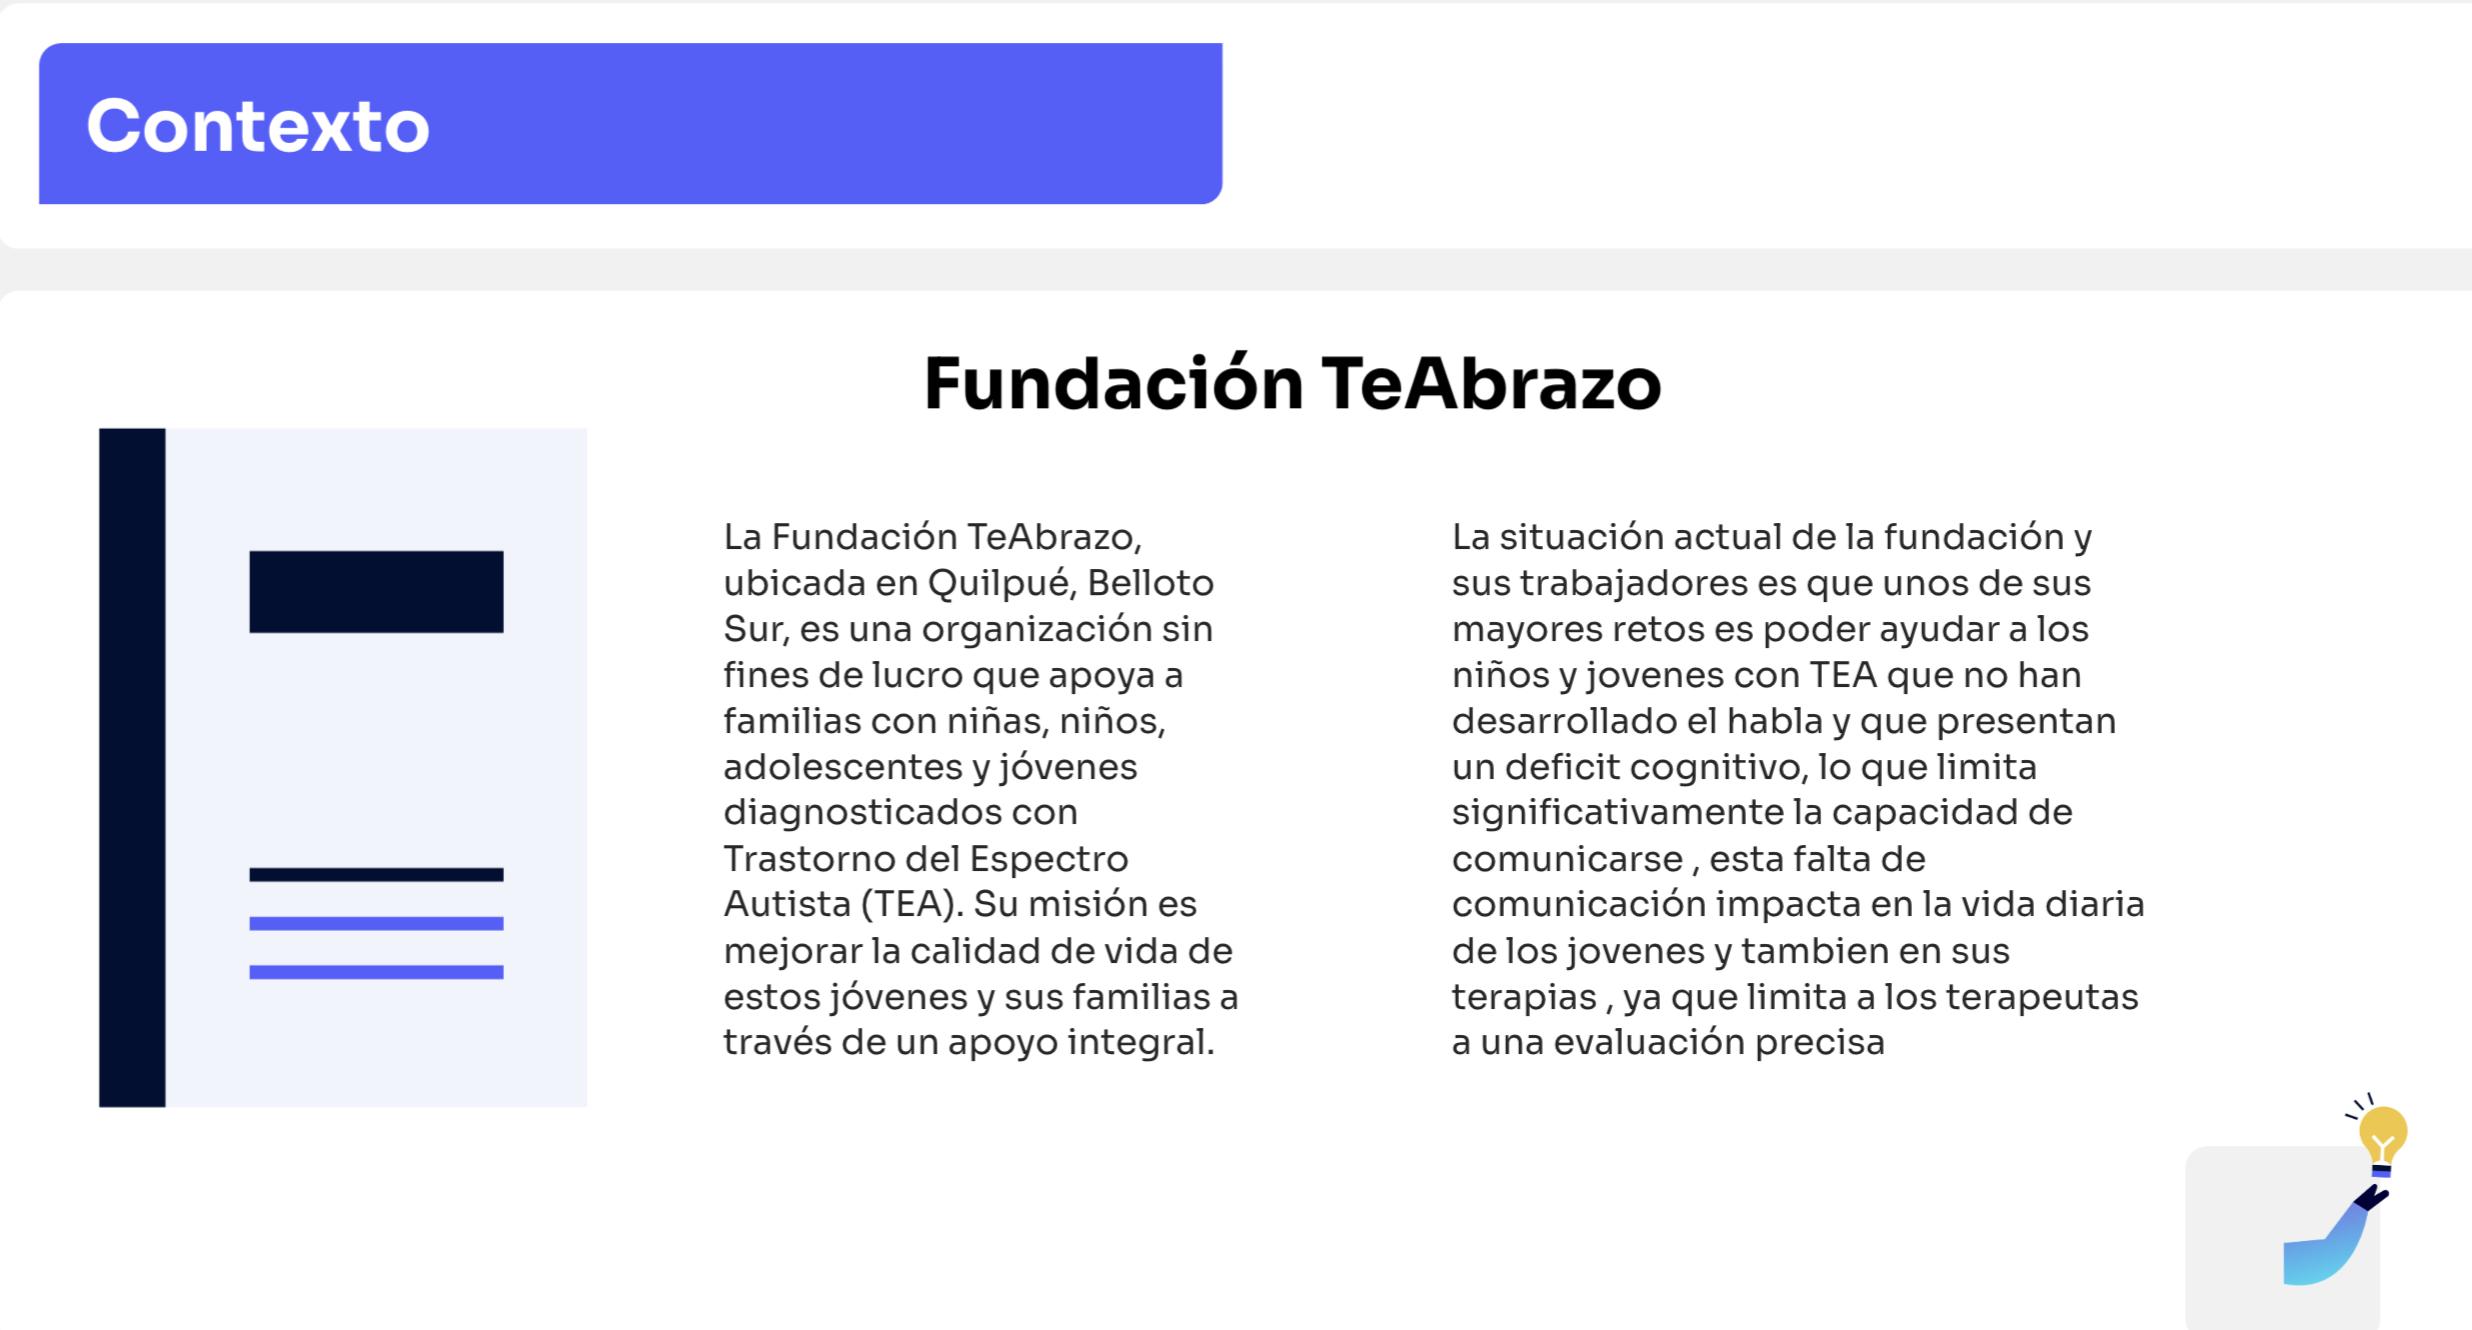 Contexto
Fundación TeAbrazo
La Fundación TeAbrazo,
ubicada en Quilpué, Belloto
Sur, es una organización sin
fines de lucro que apoya a
familias con niñas, niños,
adolescentes y jóvenes
diagnosticados con
Trastorno del Espectro
Autista (TEA). Su misión es
mejorar la calidad de vida de
estos jóvenes y sus familias a
través de un apoyo integral.
La situación actual de la fundación y
sus trabajadores es que unos de sus
mayores retos es poder ayudar a los
niños y jovenes con TEA que no han
desarrollado el habla y que presentan
un deficit cognitivo, lo que limita
significativamente la capacidad de
comunicarse , esta falta de
comunicación impacta en la vida diaria
de los jovenes y tambien en sus
terapias , ya que limita a los terapeutas
a una evaluación precisa